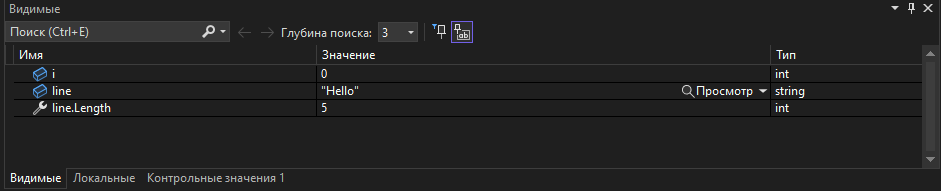 Видимые
Поиск (Ctrl+E) Глубина поиска: 3
Имя Значение Тип
i 0 int
line "Hello" Просмотр string
line.Length 5 int
Видимые Локальные Контрольные значения 1